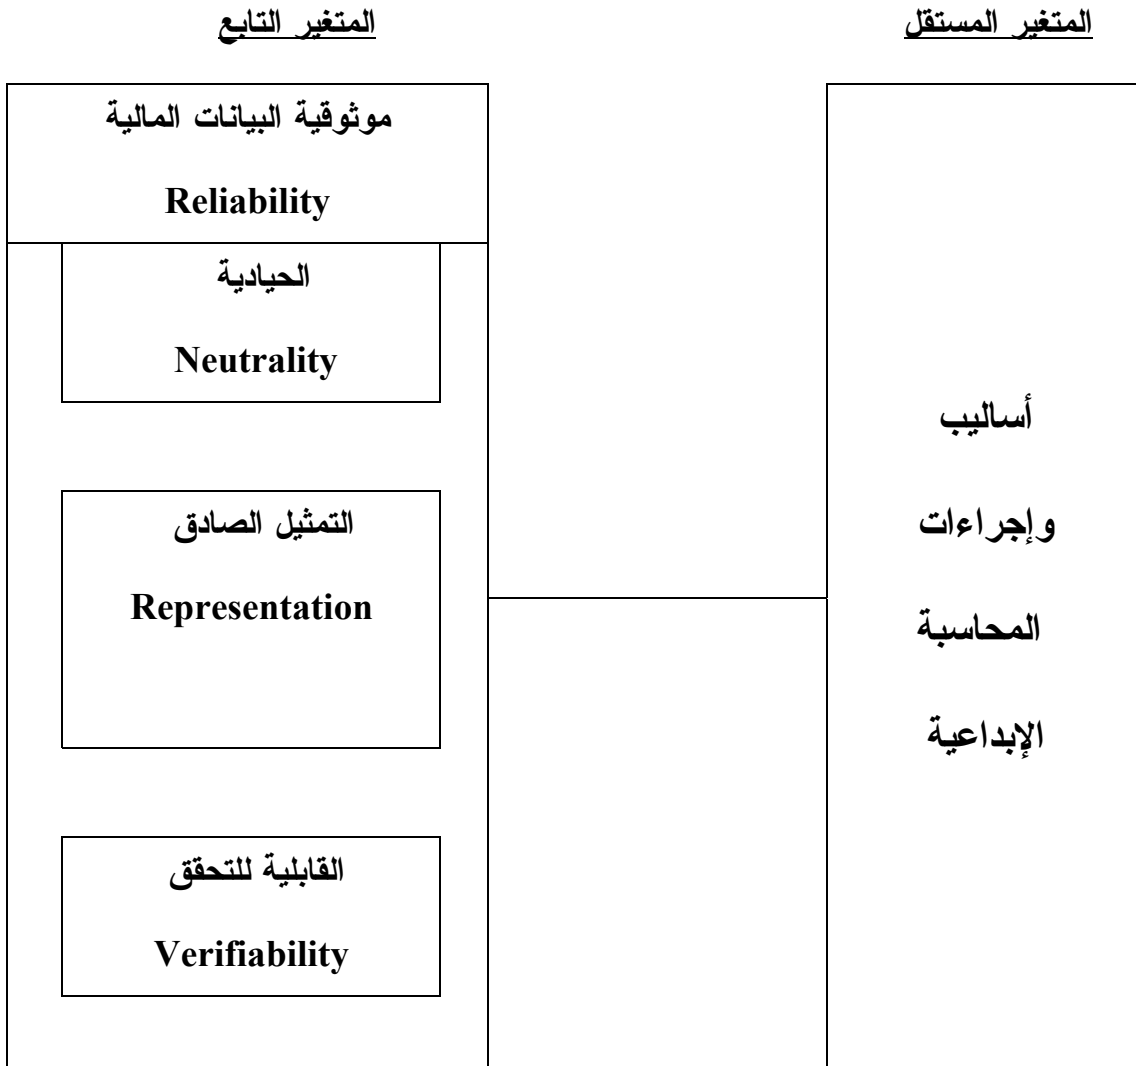 المتغير المستقل
المتغير التابع
أساليب
وإجراءات
المحاسبة
الإبداعية
موثوقية البيانات المالية
Reliability
الحيادية
Neutrality
التمثيل الصادق
Representation
القابلية للتحقق
Verifiability